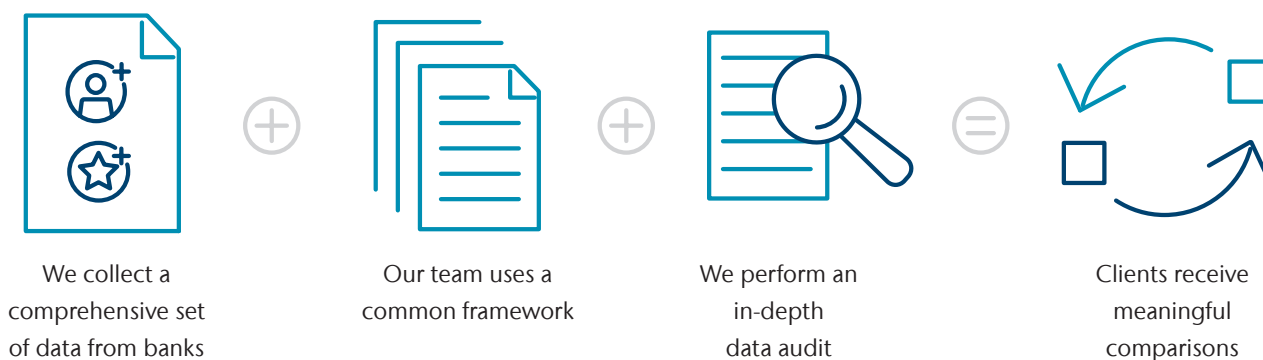 We collect a
comprehensive set
of data from banks
Our team uses a
common framework
We perform an
in-depth
data audit
Clients receive
meaningful
comparisons